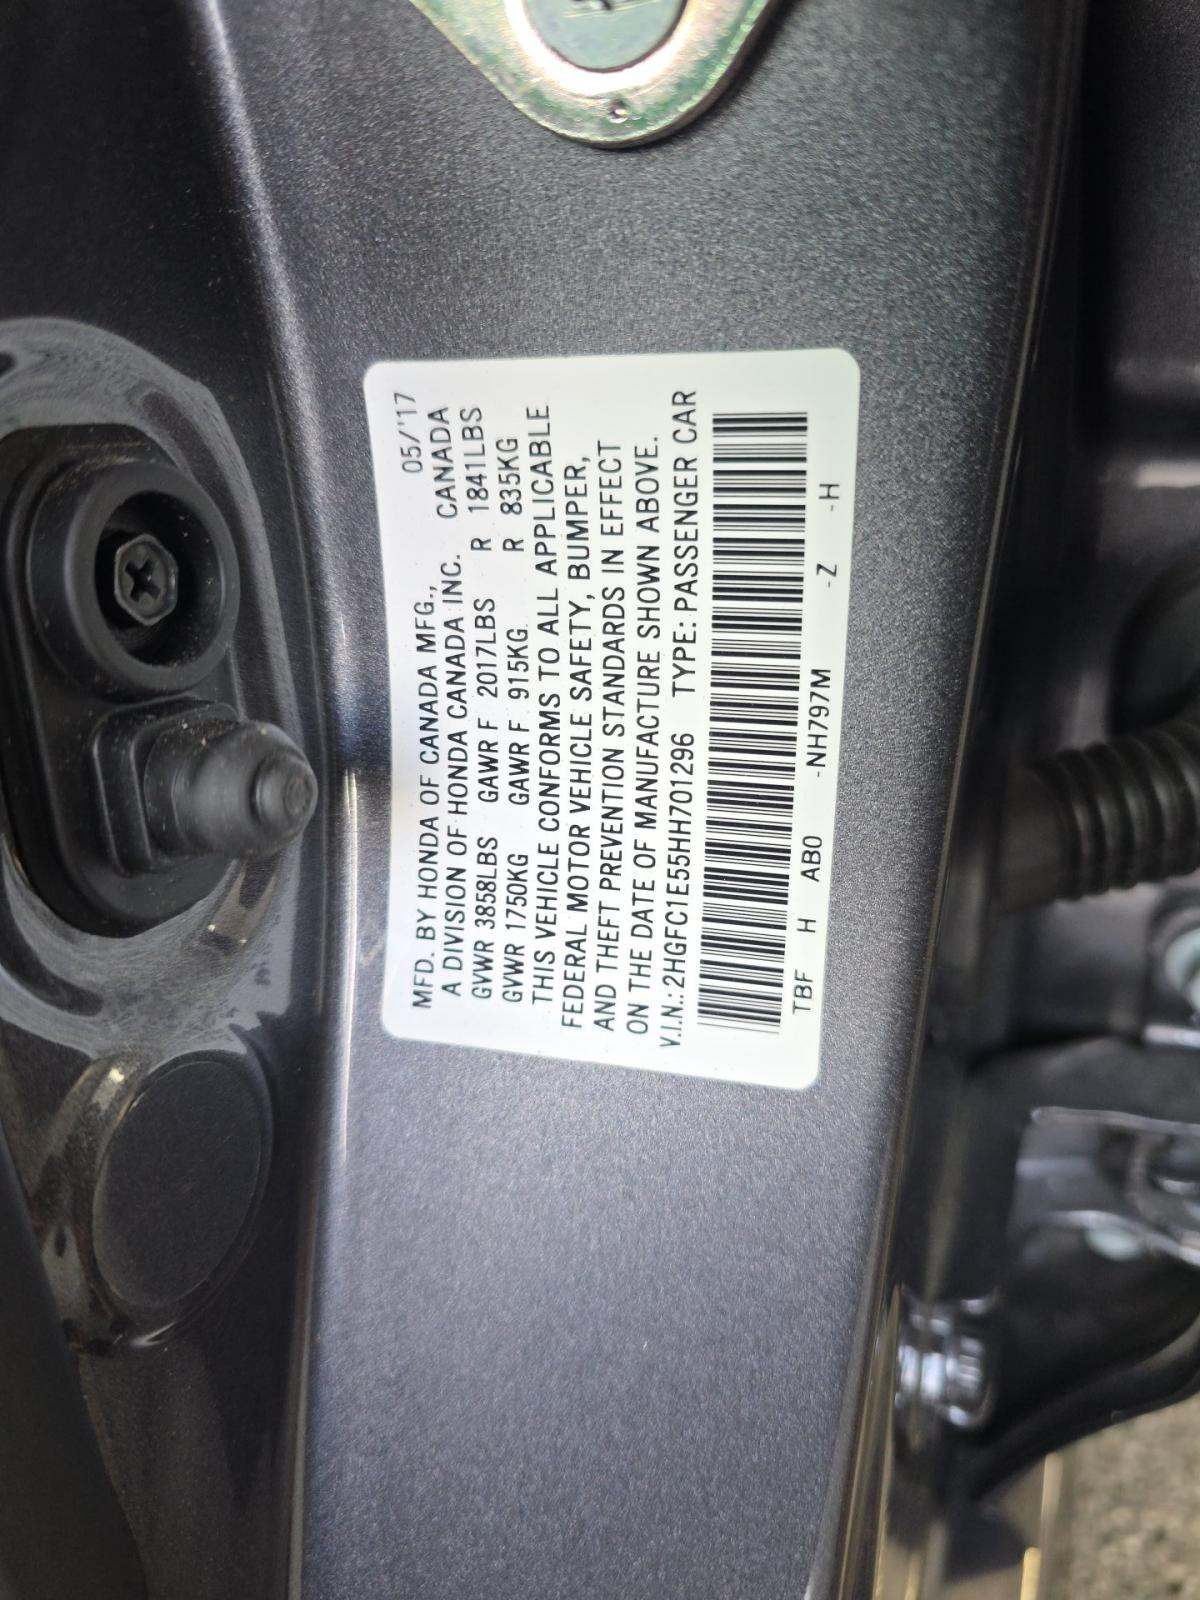 MFD. BY HONDA OF CANADA MFG., 05/'17
A DIVISION OF HONDA CANADA INC. CANADA
GVWR 3858LBS GAWR F 2017LBS R 1841LBS
GVWR 1750KG GAWR F 915KG R 835KG
THIS VEHICLE CONFORMS TO ALL APPLICABLE
FEDERAL MOTOR VEHICLE SAFETY, BUMPER,
AND THEFT PREVENTION STANDARDS IN EFFECT
ON THE DATE OF MANUFACTURE SHOWN ABOVE.
V.I.N.: 2HGFC1E55HH701296 TYPE: PASSENGER CAR
TBF H AB0 -NH797M -Z -H